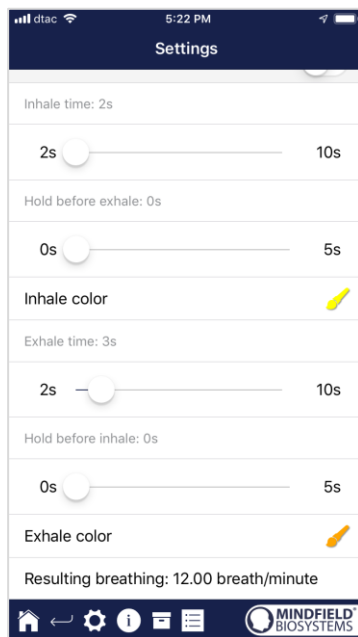 dtac 5:22 PM
Settings
Inhale time: 2s
2s 10s
Hold before exhale: 0s
0s 5s
Inhale color
Exhale time: 3s
2s 10s
Hold before inhale: 0s
0s 5s
Exhale color
Resulting breathing: 12.00 breath/minute
MINDFIELD®
BIOSYSTEMS